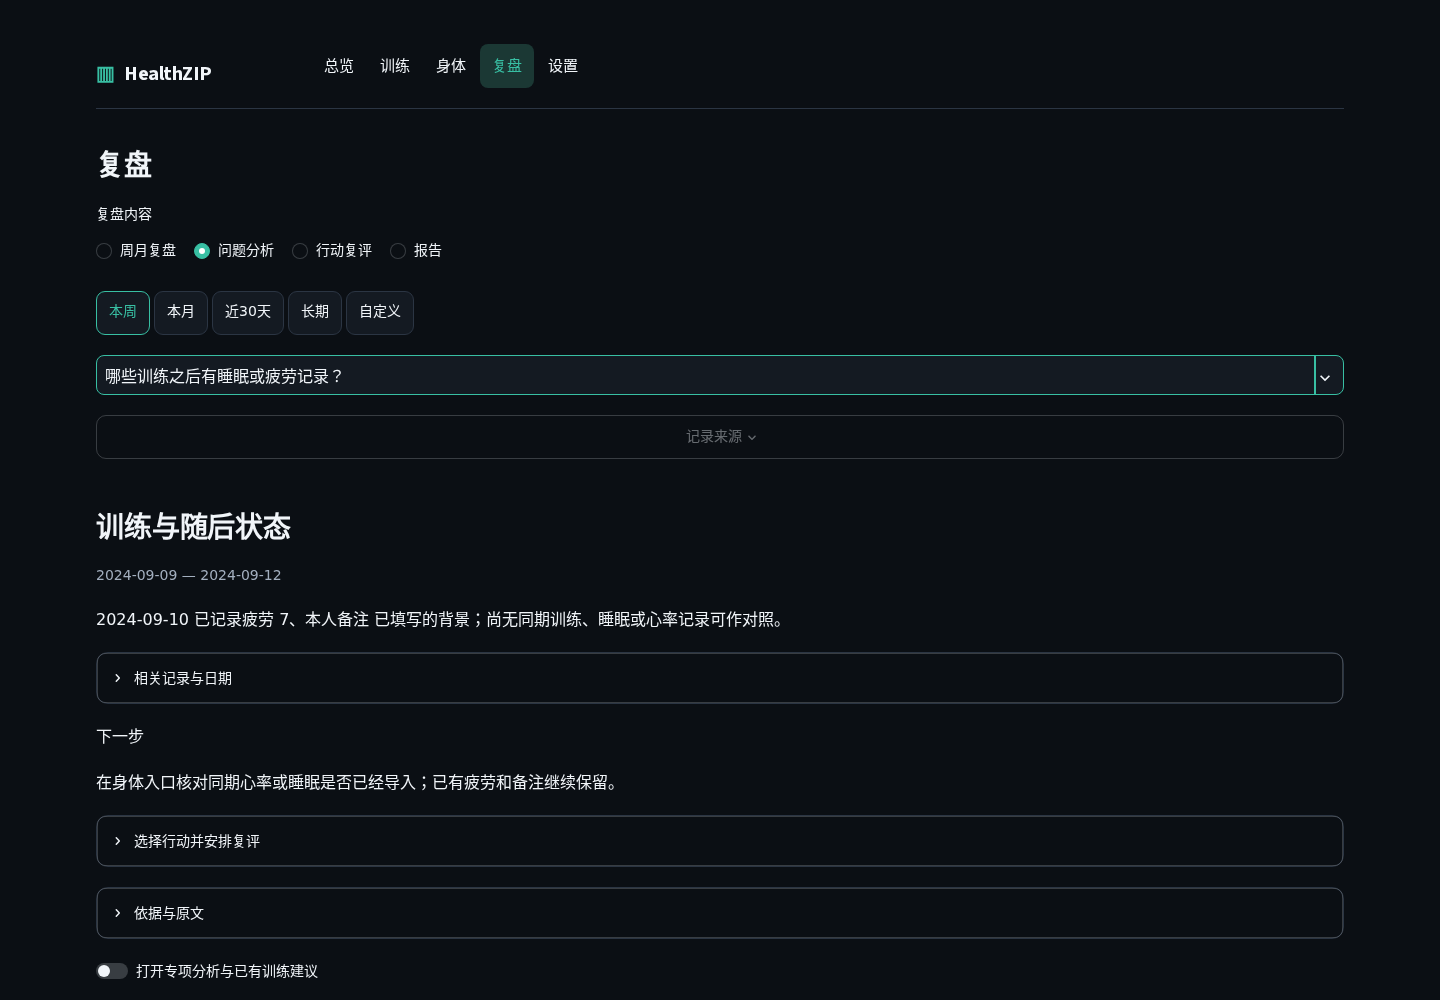 HealthZIP
总览 训练 身体 复盘 设置
复盘
复盘内容
周月复盘 问题分析 行动复评 报告
本周 本月 近30天 长期 自定义
哪些训练之后有睡眠或疲劳记录？
记录来源
训练与随后状态
2024-09-09 — 2024-09-12
2024-09-10 已记录疲劳 7、本人备注 已填写的背景；尚无同期训练、睡眠或心率记录可作对照。
相关记录与日期
下一步
在身体入口核对同期心率或睡眠是否已经导入；已有疲劳和备注继续保留。
选择行动并安排复评
依据与原文
打开专项分析与已有训练建议